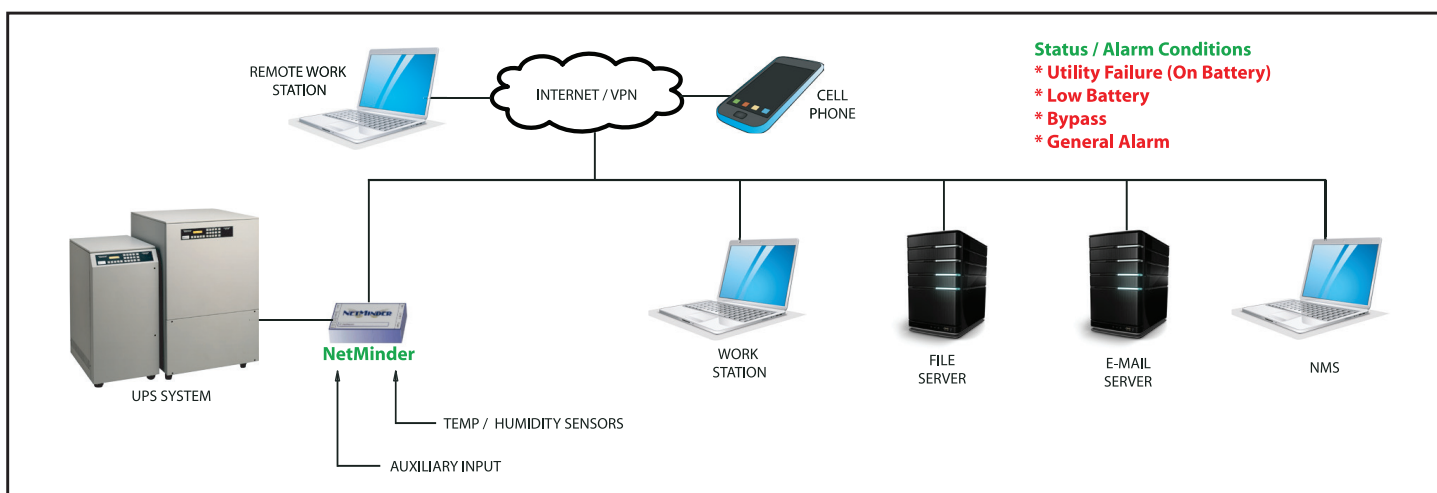 REMOTE WORK
STATION
INTERNET / VPN
CELL
PHONE
Status / Alarm Conditions
* Utility Failure (On Battery)
* Low Battery
* Bypass
* General Alarm
NETMINDER
NetMinder
UPS SYSTEM
WORK
STATION
FILE
SERVER
E-MAIL
SERVER
NMS
TEMP / HUMIDITY SENSORS
AUXILIARY INPUT